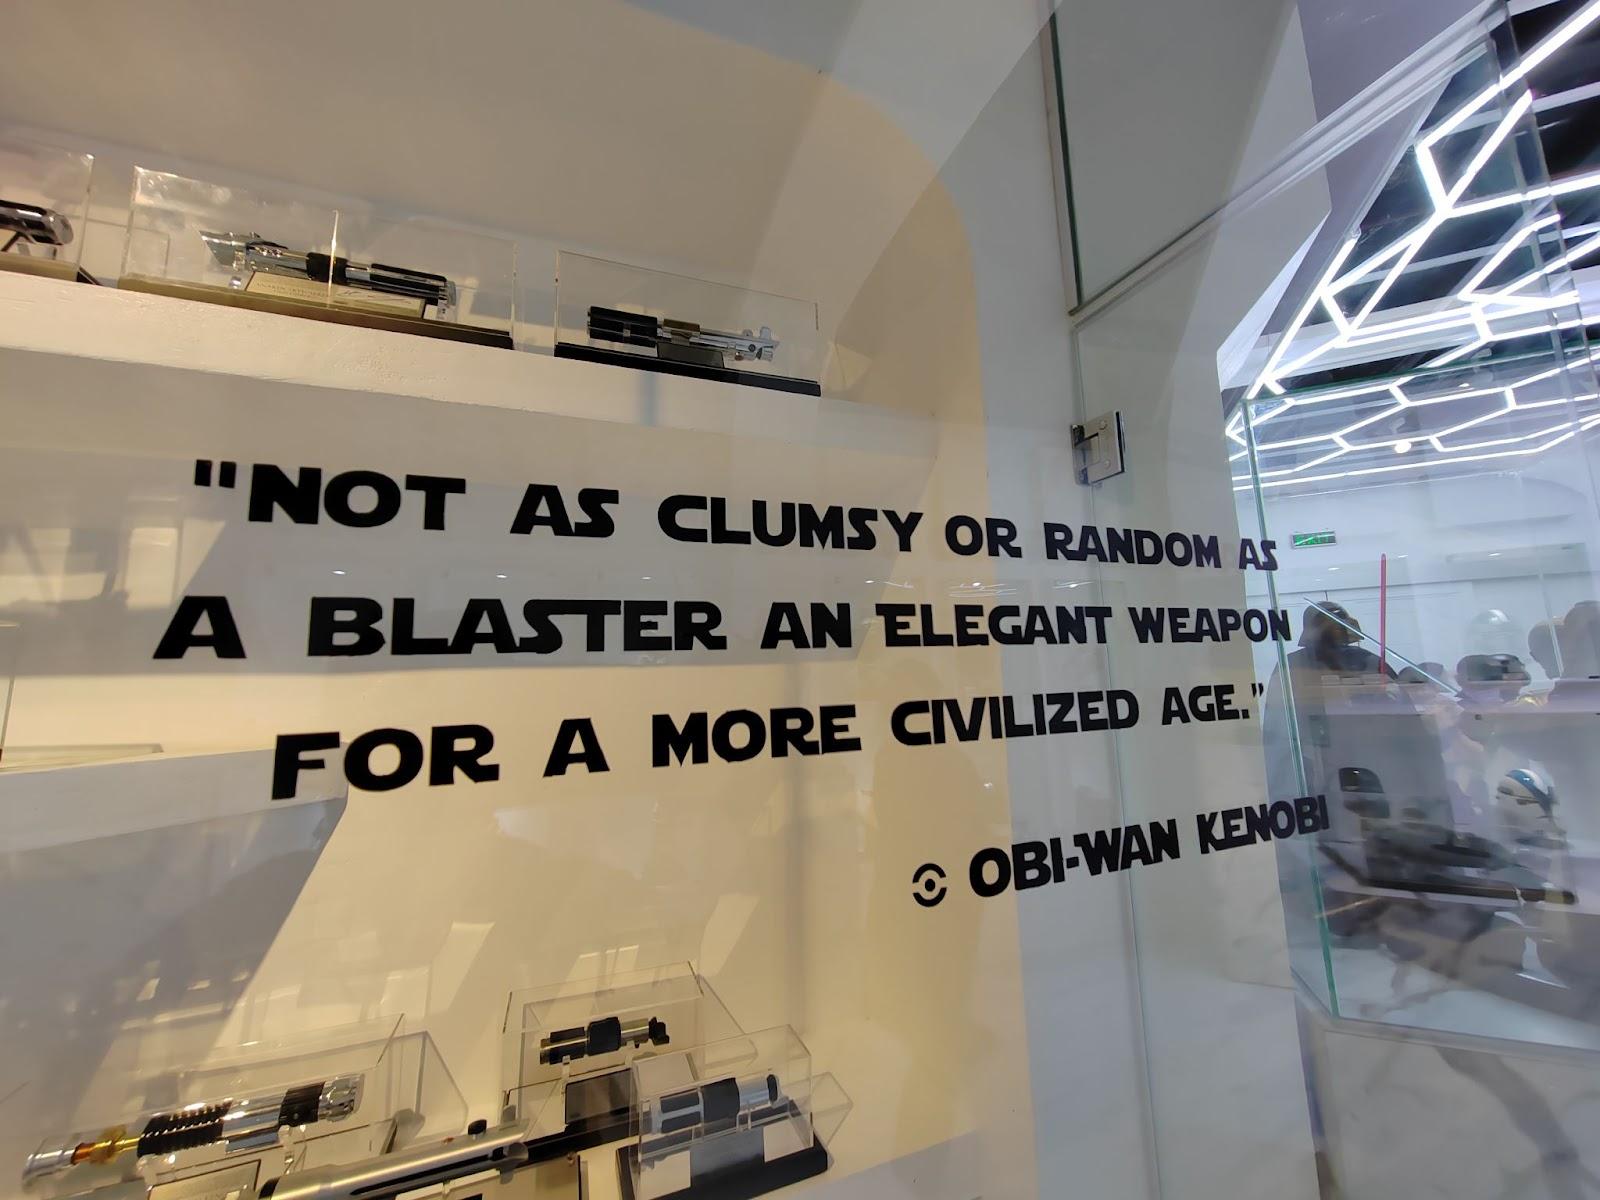 "NOT AS CLUMSY OR RANDOM AS
A BLASTER AN ELEGANT WEAPON
FOR A MORE CIVILIZED AGE."
OBI-WAN KENOBI